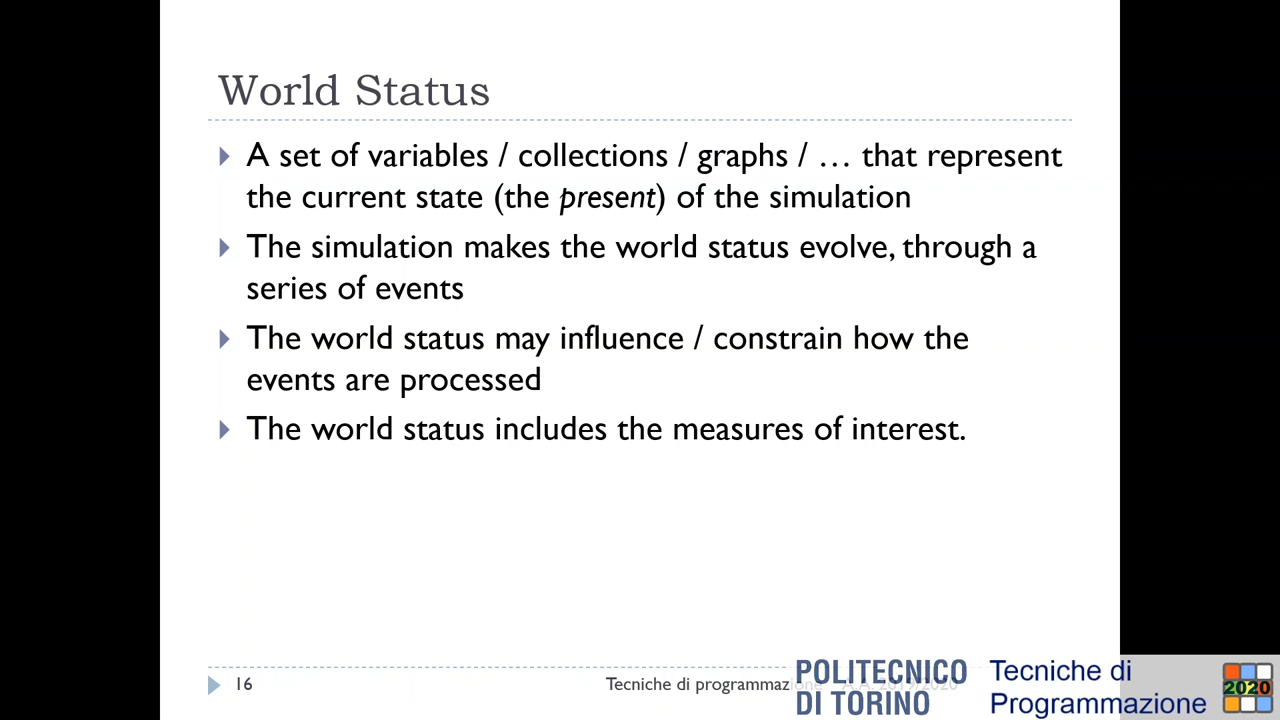 World Status
A set of variables / collections / graphs / … that represent
the current state (the present) of the simulation
The simulation makes the world status evolve, through a
series of events
The world status may influence / constrain how the
events are processed
The world status includes the measures of interest.
16
Tecniche di programmazione A.A. 2019/2020
POLITECNICO
DI TORINO
Tecniche di
Programmazione
2020